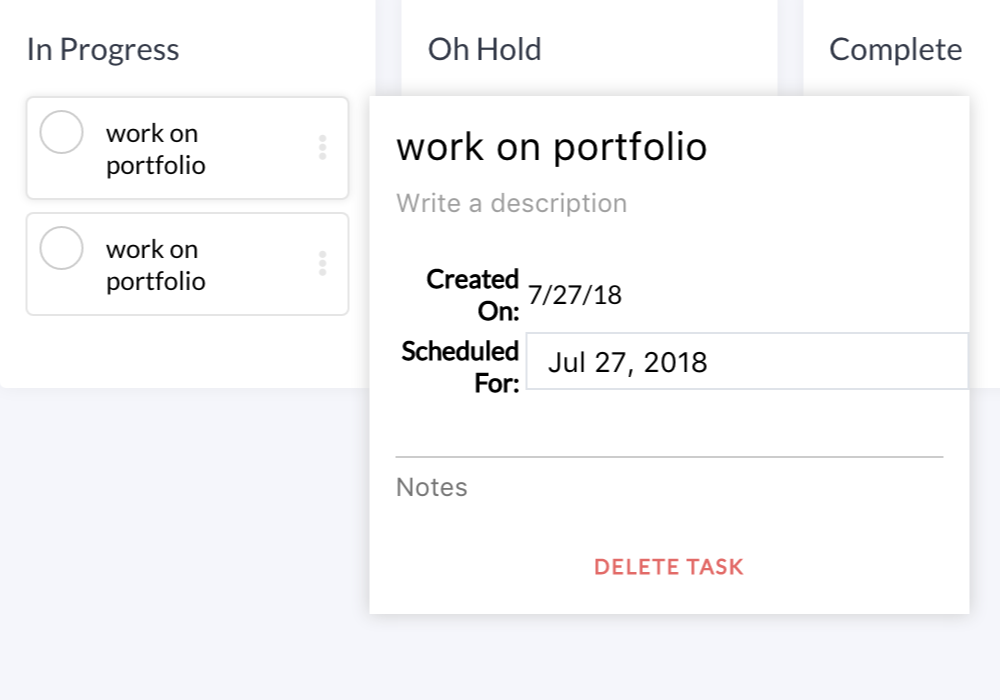 In Progress
Oh Hold
Complete
work on
portfolio
work on
portfolio
work on portfolio
Write a description
Created
On:
7/27/18
Scheduled
For:
Jul 27, 2018
Notes
DELETE TASK